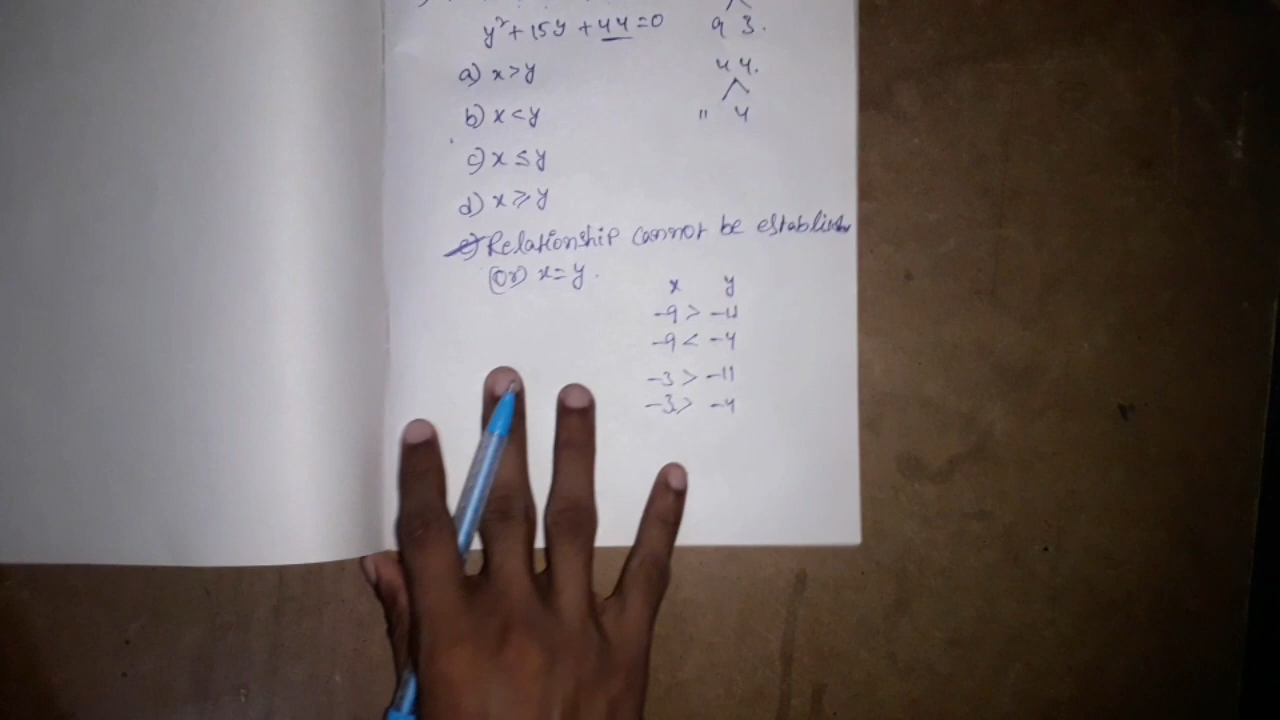 y²+15y+44=0
9 3.
a) x>y
44.
b) x<y
11 4
c) x≤y
d) x≥y
e) Relationship cannot be
(or) x=y.
x y
-9 > -11
-9 < -4
-3 > -11
-3 > -4